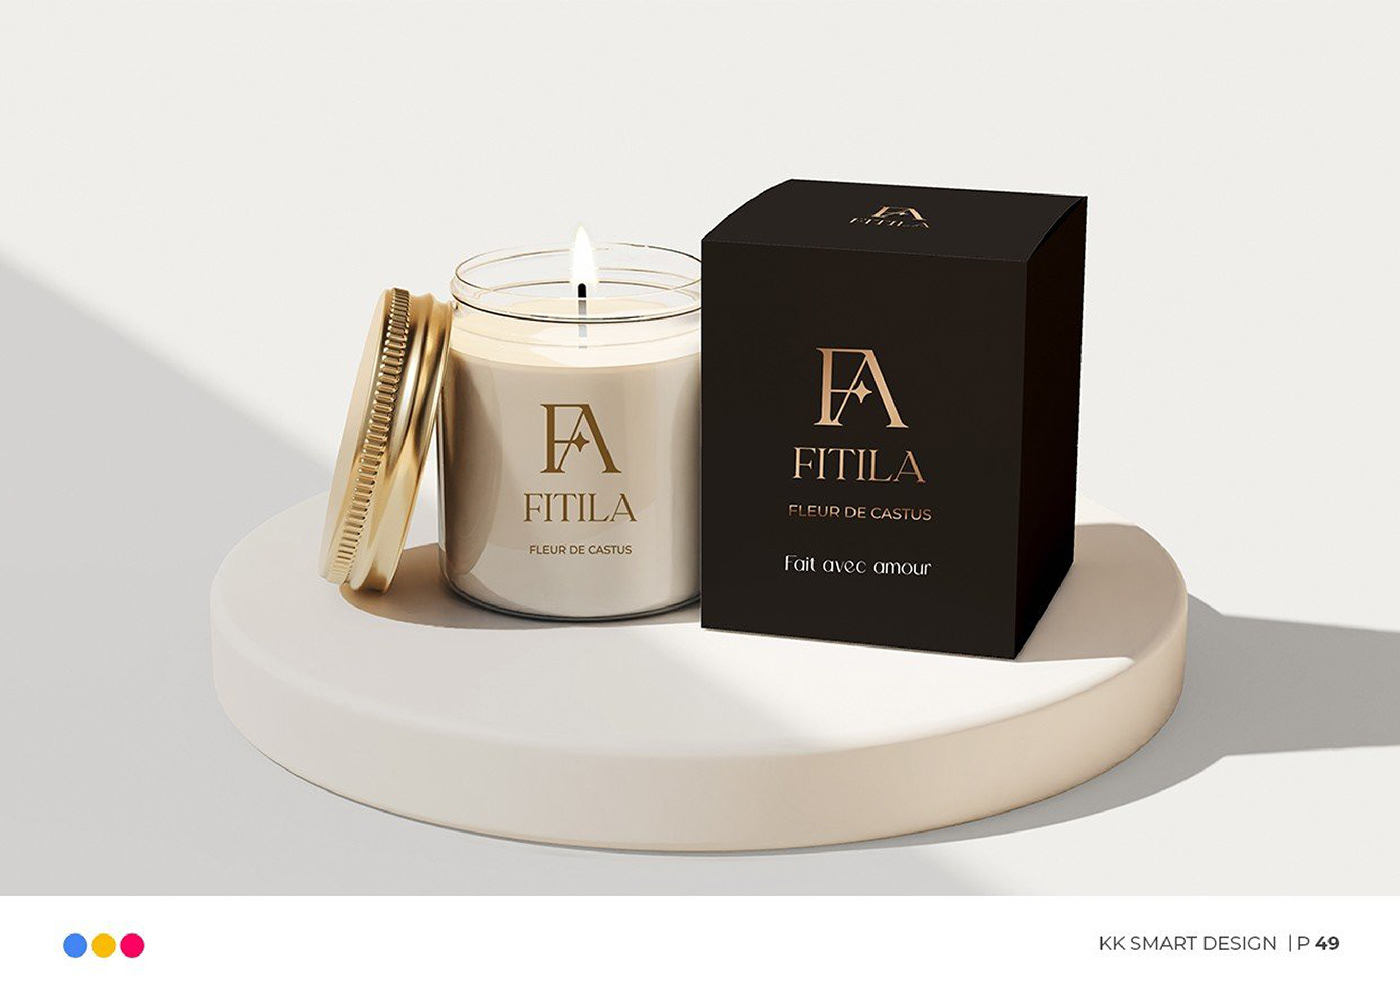 FA
FITILA
FA
FITILA
FLEUR DE CASTUS
FA
FITILA
FLEUR DE CASTUS
Fait avec amour
KK SMART DESIGN | P 49